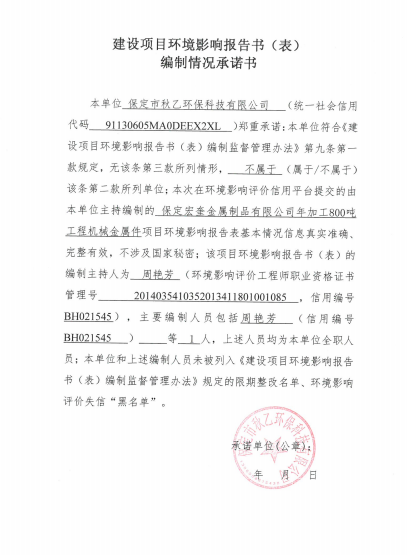 建设项目环境影响报告书（表）
编制情况承诺书
本单位 保定市秋乙环保科技有限公司 （统一社会信用
代码 91130605MA0DEEX2XL ）郑重承诺：本单位符合《建
设项目环境影响报告书（表）编制监督管理办法》第九条第一
款规定，无该条第三款所列情形， 不属于 （属于/不属于）
该条第二款所列单位；本次在环境影响评价信用平台提交的由
本单位主持编制的 保定宏奎金属制品有限公司年加工800吨
工程机械金属件项目环境影响报告表基本情况信息真实准确、
完整有效，不涉及国家秘密；该项目环境影响报告书（表）的
编制主持人为 周艳芳 （环境影响评价工程师职业资格证书
管理号 2014035410352013411801001085 ，信用编号
BH021545 ），主要编制人员包括周艳芳 （信用编号
BH021545 ） 等 1 人，上述人员均为本单位全职人
员；本单位和上述编制人员未被列入《建设项目环境影响报告
书（表）编制监督管理办法》规定的限期整改名单、环境影响
评价失信“黑名单”。
保定市秋乙环保科技有限公司
承诺单位(公章)：
年 月 日